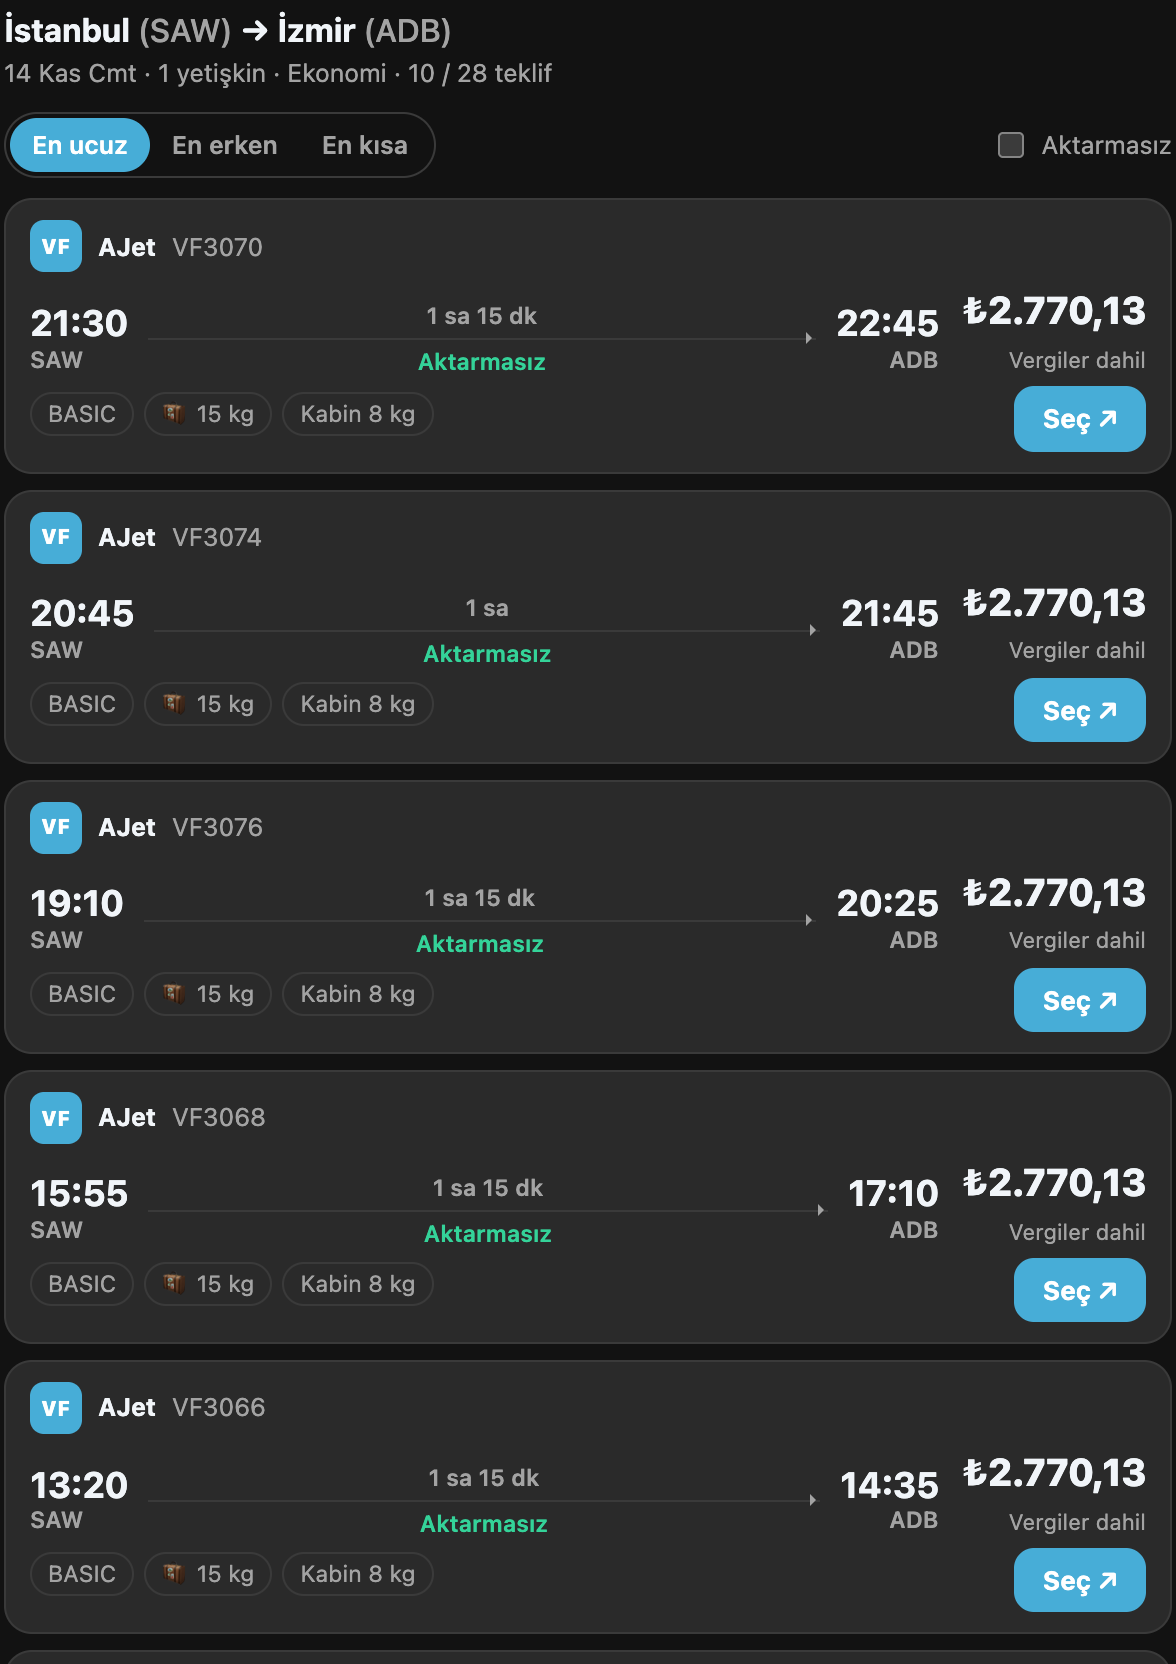 İstanbul (SAW) → İzmir (ADB)
14 Kas Cmt · 1 yetişkin · Ekonomi · 10 / 28 teklif
En ucuz En erken En kısa Aktarmasız
VF AJet VF3070
21:30 1 sa 15 dk 22:45 ₺2.770,13
SAW Aktarmasız ADB Vergiler dahil
BASIC 15 kg Kabin 8 kg Seç ↗
VF AJet VF3074
20:45 1 sa 21:45 ₺2.770,13
SAW Aktarmasız ADB Vergiler dahil
BASIC 15 kg Kabin 8 kg Seç ↗
VF AJet VF3076
19:10 1 sa 15 dk 20:25 ₺2.770,13
SAW Aktarmasız ADB Vergiler dahil
BASIC 15 kg Kabin 8 kg Seç ↗
VF AJet VF3068
15:55 1 sa 15 dk 17:10 ₺2.770,13
SAW Aktarmasız ADB Vergiler dahil
BASIC 15 kg Kabin 8 kg Seç ↗
VF AJet VF3066
13:20 1 sa 15 dk 14:35 ₺2.770,13
SAW Aktarmasız ADB Vergiler dahil
BASIC 15 kg Kabin 8 kg Seç ↗